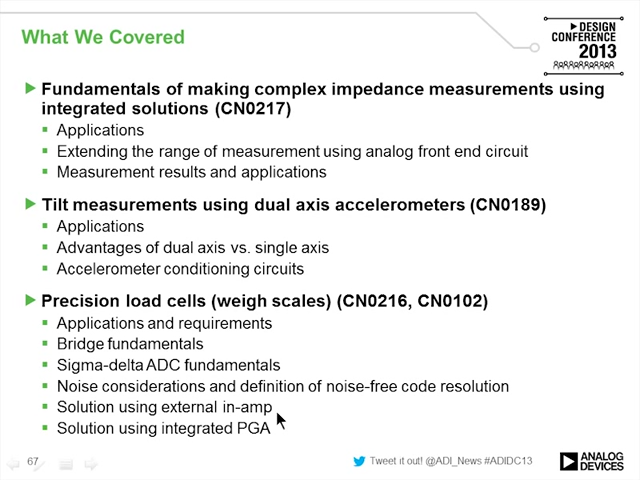 What We Covered
DESIGN
CONFERENCE
2013
Fundamentals of making complex impedance measurements using
integrated solutions (CN0217)
Applications
Extending the range of measurement using analog front end circuit
Measurement results and applications
Tilt measurements using dual axis accelerometers (CN0189)
Applications
Advantages of dual axis vs. single axis
Accelerometer conditioning circuits
Precision load cells (weigh scales) (CN0216, CN0102)
Applications and requirements
Bridge fundamentals
Sigma-delta ADC fundamentals
Noise considerations and definition of noise-free code resolution
Solution using external in-amp
Solution using integrated PGA
67
Tweet it out! @ADI_News #ADIDC13
ANALOG
DEVICES